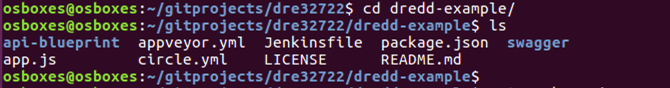 osboxes@osboxes:~/gitprojects/dre32722$ cd dredd-example/
osboxes@osboxes:~/gitprojects/dre32722/dredd-example$ ls
api-blueprint appveyor.yml Jenkinsfile package.json swagger
app.js circle.yml LICENSE README.md
osboxes@osboxes:~/gitprojects/dre32722/dredd-example$